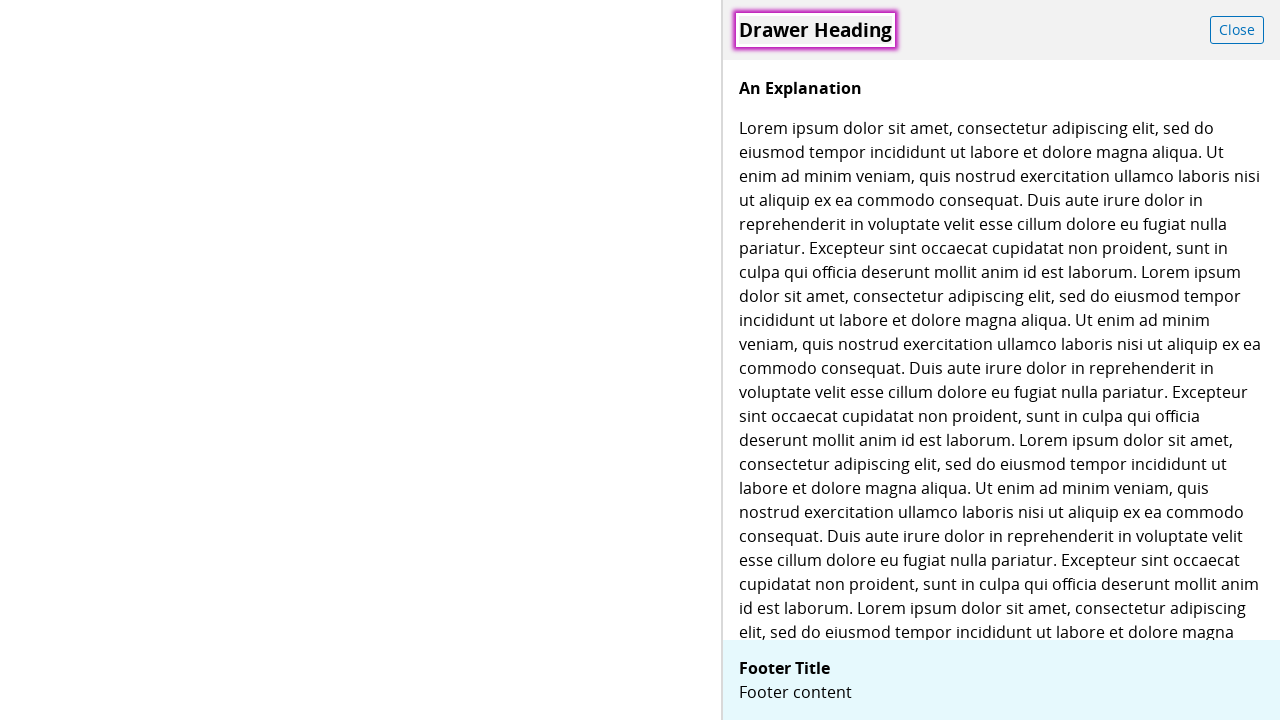 Drawer Heading
Close
An Explanation
Lorem ipsum dolor sit amet, consectetur adipiscing elit, sed do
eiusmod tempor incididunt ut labore et dolore magna aliqua. Ut
enim ad minim veniam, quis nostrud exercitation ullamco laboris nisi
ut aliquip ex ea commodo consequat. Duis aute irure dolor in
reprehenderit in voluptate velit esse cillum dolore eu fugiat nulla
pariatur. Excepteur sint occaecat cupidatat non proident, sunt in
culpa qui officia deserunt mollit anim id est laborum. Lorem ipsum
dolor sit amet, consectetur adipiscing elit, sed do eiusmod tempor
incididunt ut labore et dolore magna aliqua. Ut enim ad minim
veniam, quis nostrud exercitation ullamco laboris nisi ut aliquip ex ea
commodo consequat. Duis aute irure dolor in reprehenderit in
voluptate velit esse cillum dolore eu fugiat nulla pariatur. Excepteur
sint occaecat cupidatat non proident, sunt in culpa qui officia
deserunt mollit anim id est laborum. Lorem ipsum dolor sit amet,
consectetur adipiscing elit, sed do eiusmod tempor incididunt ut
labore et dolore magna aliqua. Ut enim ad minim veniam, quis
nostrud exercitation ullamco laboris nisi ut aliquip ex ea commodo
consequat. Duis aute irure dolor in reprehenderit in voluptate velit
esse cillum dolore eu fugiat nulla pariatur. Excepteur sint occaecat
cupidatat non proident, sunt in culpa qui officia deserunt mollit anim
id est laborum. Lorem ipsum dolor sit amet, consectetur adipiscing
elit, sed do eiusmod tempor incididunt ut labore et dolore magna
Footer Title
Footer content